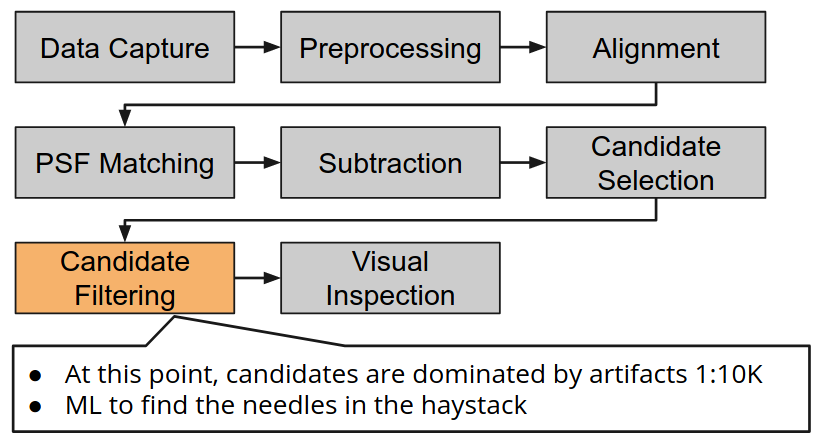 Data Capture
Preprocessing
Alignment
PSF Matching
Subtraction
Candidate
Selection
Candidate
Filtering
Visual
Inspection
● At this point, candidates are dominated by artifacts 1:10K
● ML to find the needles in the haystack